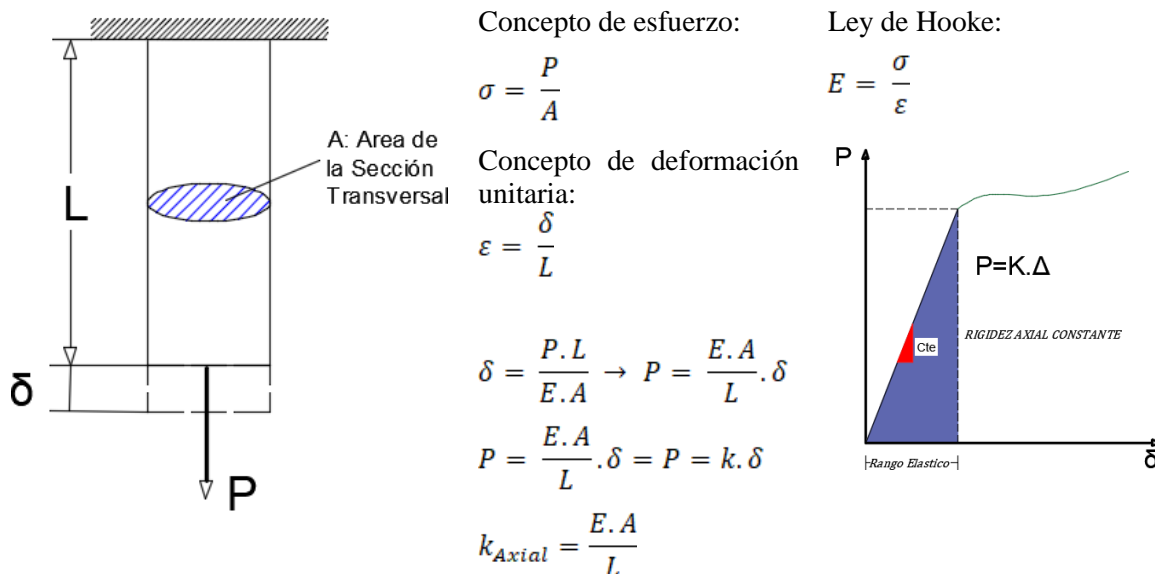 L
δ
P
A: Area de
la Sección
Transversal
Concepto de esfuerzo:
σ = P/A
Concepto de deformación
unitaria:
ε = δ/L
δ = P.L/E.A → P = E.A/L . δ
P = E.A/L . δ = P = k. δ
k_Axial = E.A/L
Ley de Hooke:
E = σ/ε
P
P=K.Δ
RIGIDEZ AXIAL CONSTANTE
Cte
Rango Elastico
δ